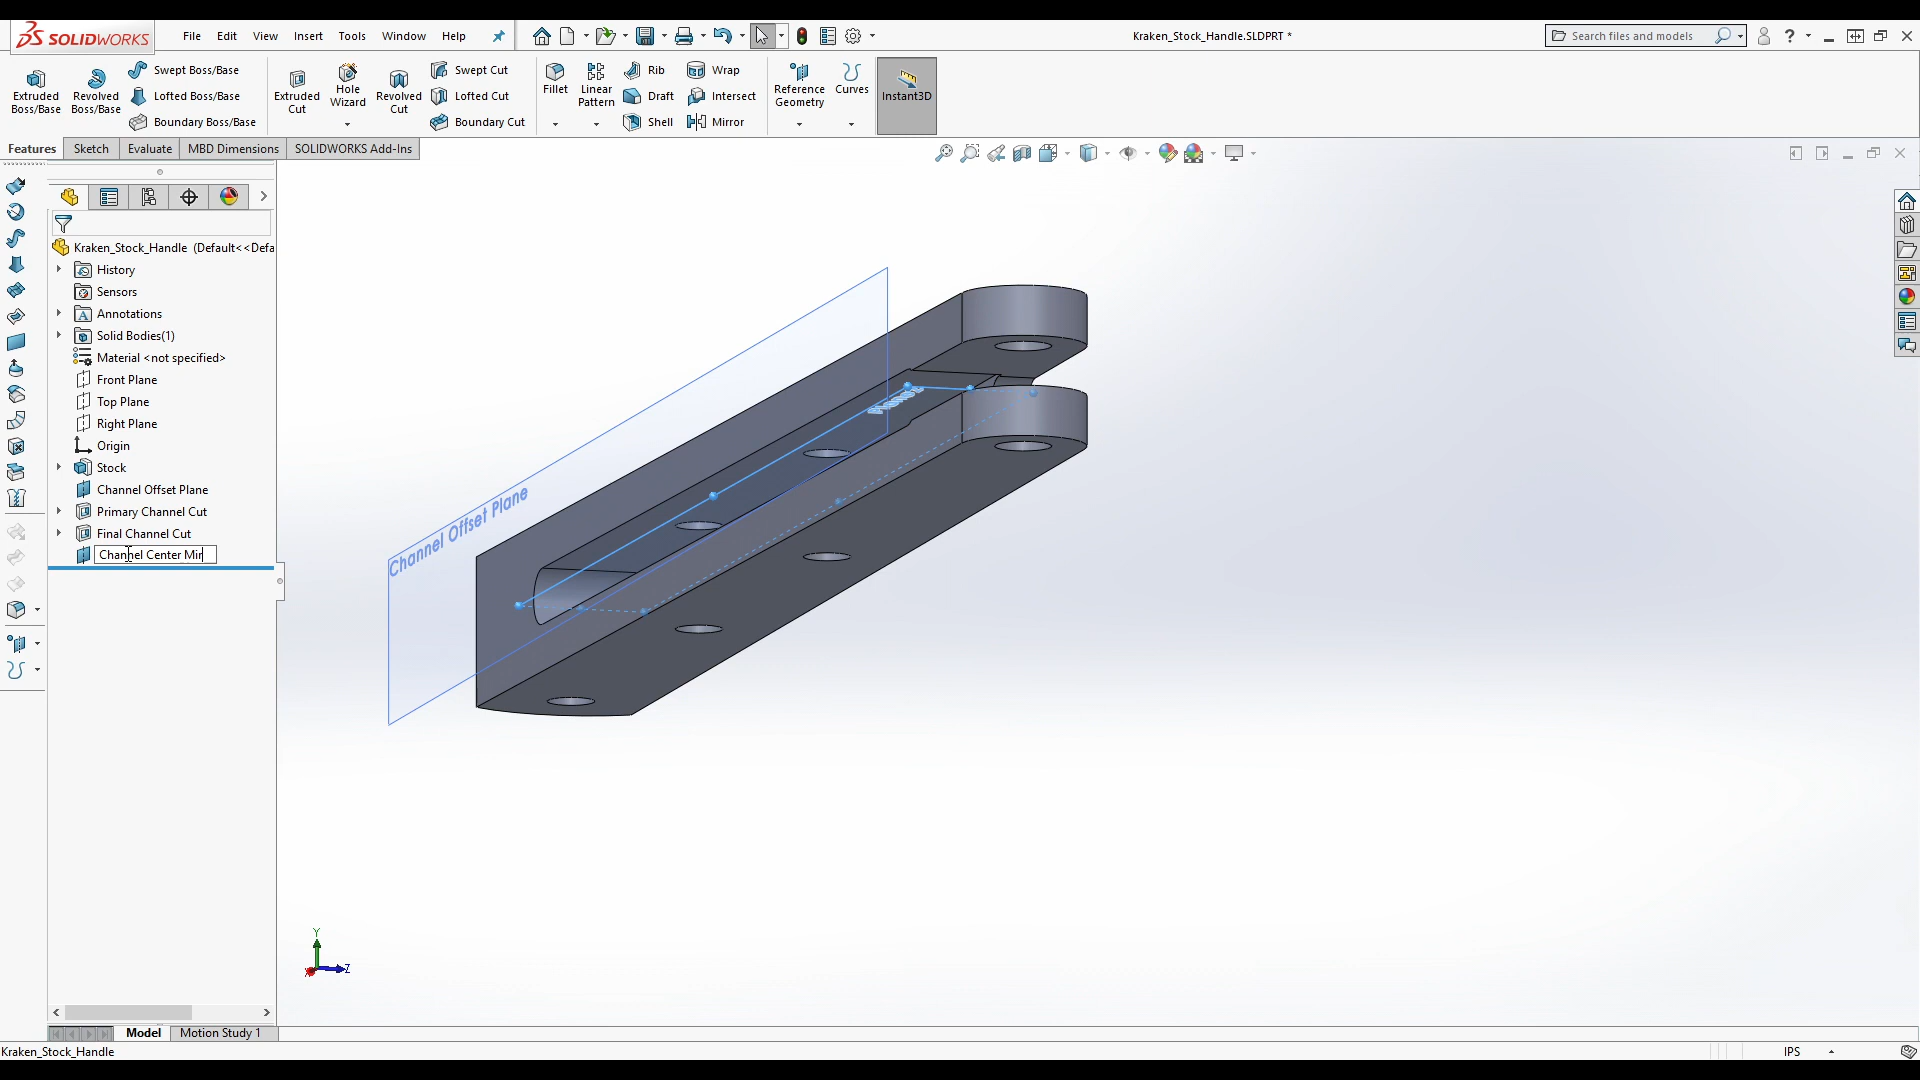 SOLIDWORKS
File Edit View Insert Tools Window Help
Kraken_Stock_Handle.SLDPRT *
Search files and models
Extruded Boss/Base
Revolved Boss/Base
Swept Boss/Base
Lofted Boss/Base
Boundary Boss/Base
Extruded Cut
Hole Wizard
Revolved Cut
Swept Cut
Lofted Cut
Boundary Cut
Fillet
Linear Pattern
Rib
Draft
Shell
Wrap
Intersect
Mirror
Reference Geometry
Curves
Instant3D
Features Sketch Evaluate MBD Dimensions SOLIDWORKS Add-Ins
Kraken_Stock_Handle (Default<<Defa
History
Sensors
Annotations
Solid Bodies(1)
Material <not specified>
Front Plane
Top Plane
Right Plane
Origin
Stock
Channel Offset Plane
Primary Channel Cut
Final Channel Cut
Channel Center Mir
Channel Offset Plane
Y
Z
Model Motion Study 1
Kraken_Stock_Handle
IPS